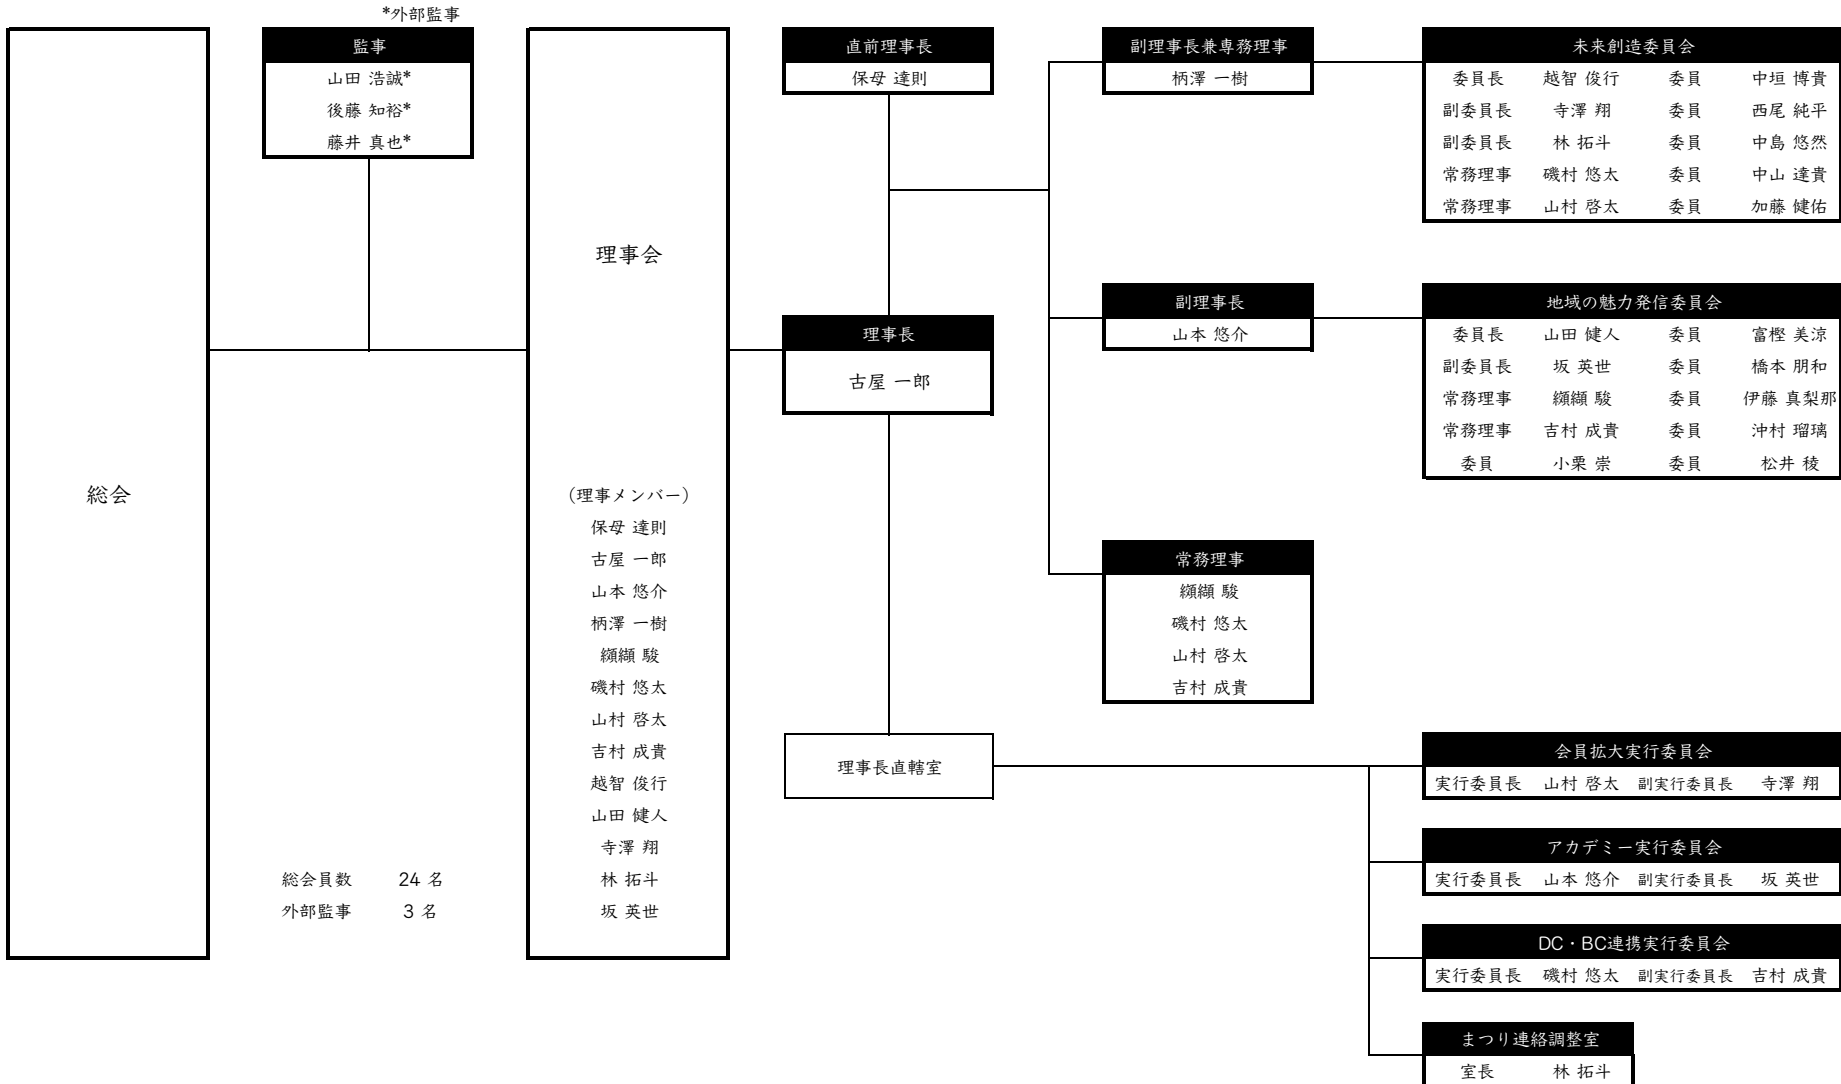 *外部監事
総会
総会員数 24 名
外部監事 3 名
監事
山田 浩誠*
後藤 知裕*
藤井 真也*
理事会
(理事メンバー)
保母 達則
古屋 一郎
山本 悠介
柄澤 一樹
纐纈 駿
磯村 悠太
山村 啓太
吉村 成貴
越智 俊行
山田 健人
寺澤 翔
林 拓斗
坂 英世
直前理事長
保母 達則
理事長
古屋 一郎
理事長直轄室
副理事長兼専務理事
柄澤 一樹
副理事長
山本 悠介
常務理事
纐纈 駿
磯村 悠太
山村 啓太
吉村 成貴
未来創造委員会
委員長 越智 俊行 委員 中垣 博貴
副委員長 寺澤 翔 委員 西尾 純平
副委員長 林 拓斗 委員 中島 悠然
常務理事 磯村 悠太 委員 中山 達貴
常務理事 山村 啓太 委員 加藤 健佑
地域の魅力発信委員会
委員長 山田 健人 委員 富樫 美涼
副委員長 坂 英世 委員 橋本 朋和
常務理事 纐纈 駿 委員 伊藤 真梨那
常務理事 吉村 成貴 委員 沖村 瑠璃
委員 小栗 崇 委員 松井 稜
会員拡大実行委員会
実行委員長 山村 啓太 副実行委員長 寺澤 翔
アカデミー実行委員会
実行委員長 山本 悠介 副実行委員長 坂 英世
DC・BC連携実行委員会
実行委員長 磯村 悠太 副実行委員長 吉村 成貴
まつり連絡調整室
室長 林 拓斗